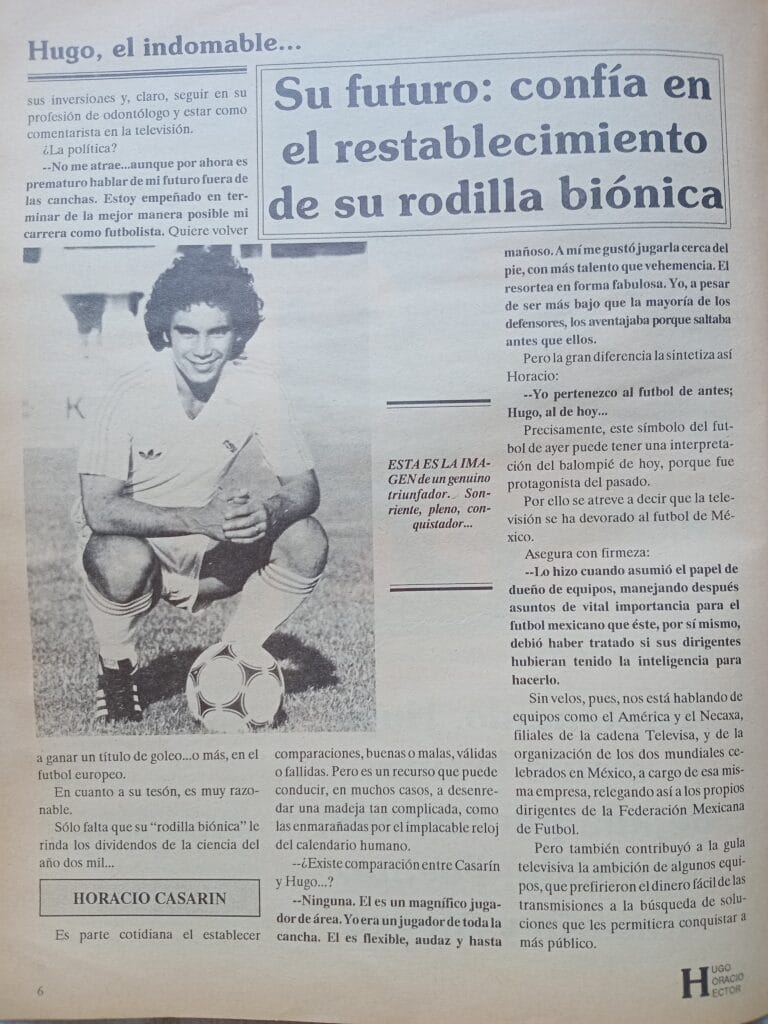 Hugo, el indomable...
sus inversiones y, claro, seguir en su
profesión de odontólogo y estar como
comentarista en la televisión.
¿La política?
--No me atrae...aunque por ahora es
prematuro hablar de mi futuro fuera de
las canchas. Estoy empeñado en ter-
minar de la mejor manera posible mi
carrera como futbolista. Quiere volver
Su futuro: confía en
el restablecimiento
de su rodilla biónica
K
ESTA ES LA IMA-
GEN de un genuino
triunfador. Son-
riente, pleno, con-
quistador...
a ganar un título de goleo...o más, en el
futbol europeo.
En cuanto a su tesón, es muy razo-
nable.
Sólo falta que su "rodilla biónica" le
rinda los dividendos de la ciencia del
año dos mil...
HORACIO CASARIN
Es parte cotidiana el establecer
comparaciones, buenas o malas, válidas
o fallidas. Pero es un recurso que puede
conducir, en muchos casos, a desenre-
dar una madeja tan complicada, como
las enmarañadas por el implacable reloj
del calendario humano.
--¿Existe comparación entre Casarín
y Hugo...?
--Ninguna. El es un magnífico juga-
dor de área. Yo era un jugador de toda la
cancha. El es flexible, audaz y hasta
mañoso. A mí me gustó jugarla cerca del
pie, con más talento que vehemencia. El
resortea en forma fabulosa. Yo, a pesar
de ser más bajo que la mayoría de los
defensores, los aventajaba porque saltaba
antes que ellos.
Pero la gran diferencia la sintetiza así
Horacio:
--Yo pertenezco al futbol de antes;
Hugo, al de hoy...
Precisamente, este símbolo del fut-
bol de ayer puede tener una interpreta-
ción del balompié de hoy, porque fue
protagonista del pasado.
Por ello se atreve a decir que la tele-
visión se ha devorado al futbol de Mé-
xico.
Asegura con firmeza:
--Lo hizo cuando asumió el papel de
dueño de equipos, manejando después
asuntos de vital importancia para el
futbol mexicano que éste, por sí mismo,
debió haber tratado si sus dirigentes
hubieran tenido la inteligencia para
hacerlo.
Sin velos, pues, nos está hablando de
equipos como el América y el Necaxa,
filiales de la cadena Televisa, y de la
organización de los dos mundiales ce-
lebrados en México, a cargo de esa mis-
ma empresa, relegando así a los propios
dirigentes de la Federación Mexicana
de Futbol.
Pero también contribuyó a la gula
televisiva la ambición de algunos equi-
pos, que prefirieron el dinero fácil de las
transmisiones a la búsqueda de solu-
ciones que les permitiera conquistar a
más público.
6
HUGO
HORACIO
HECTOR